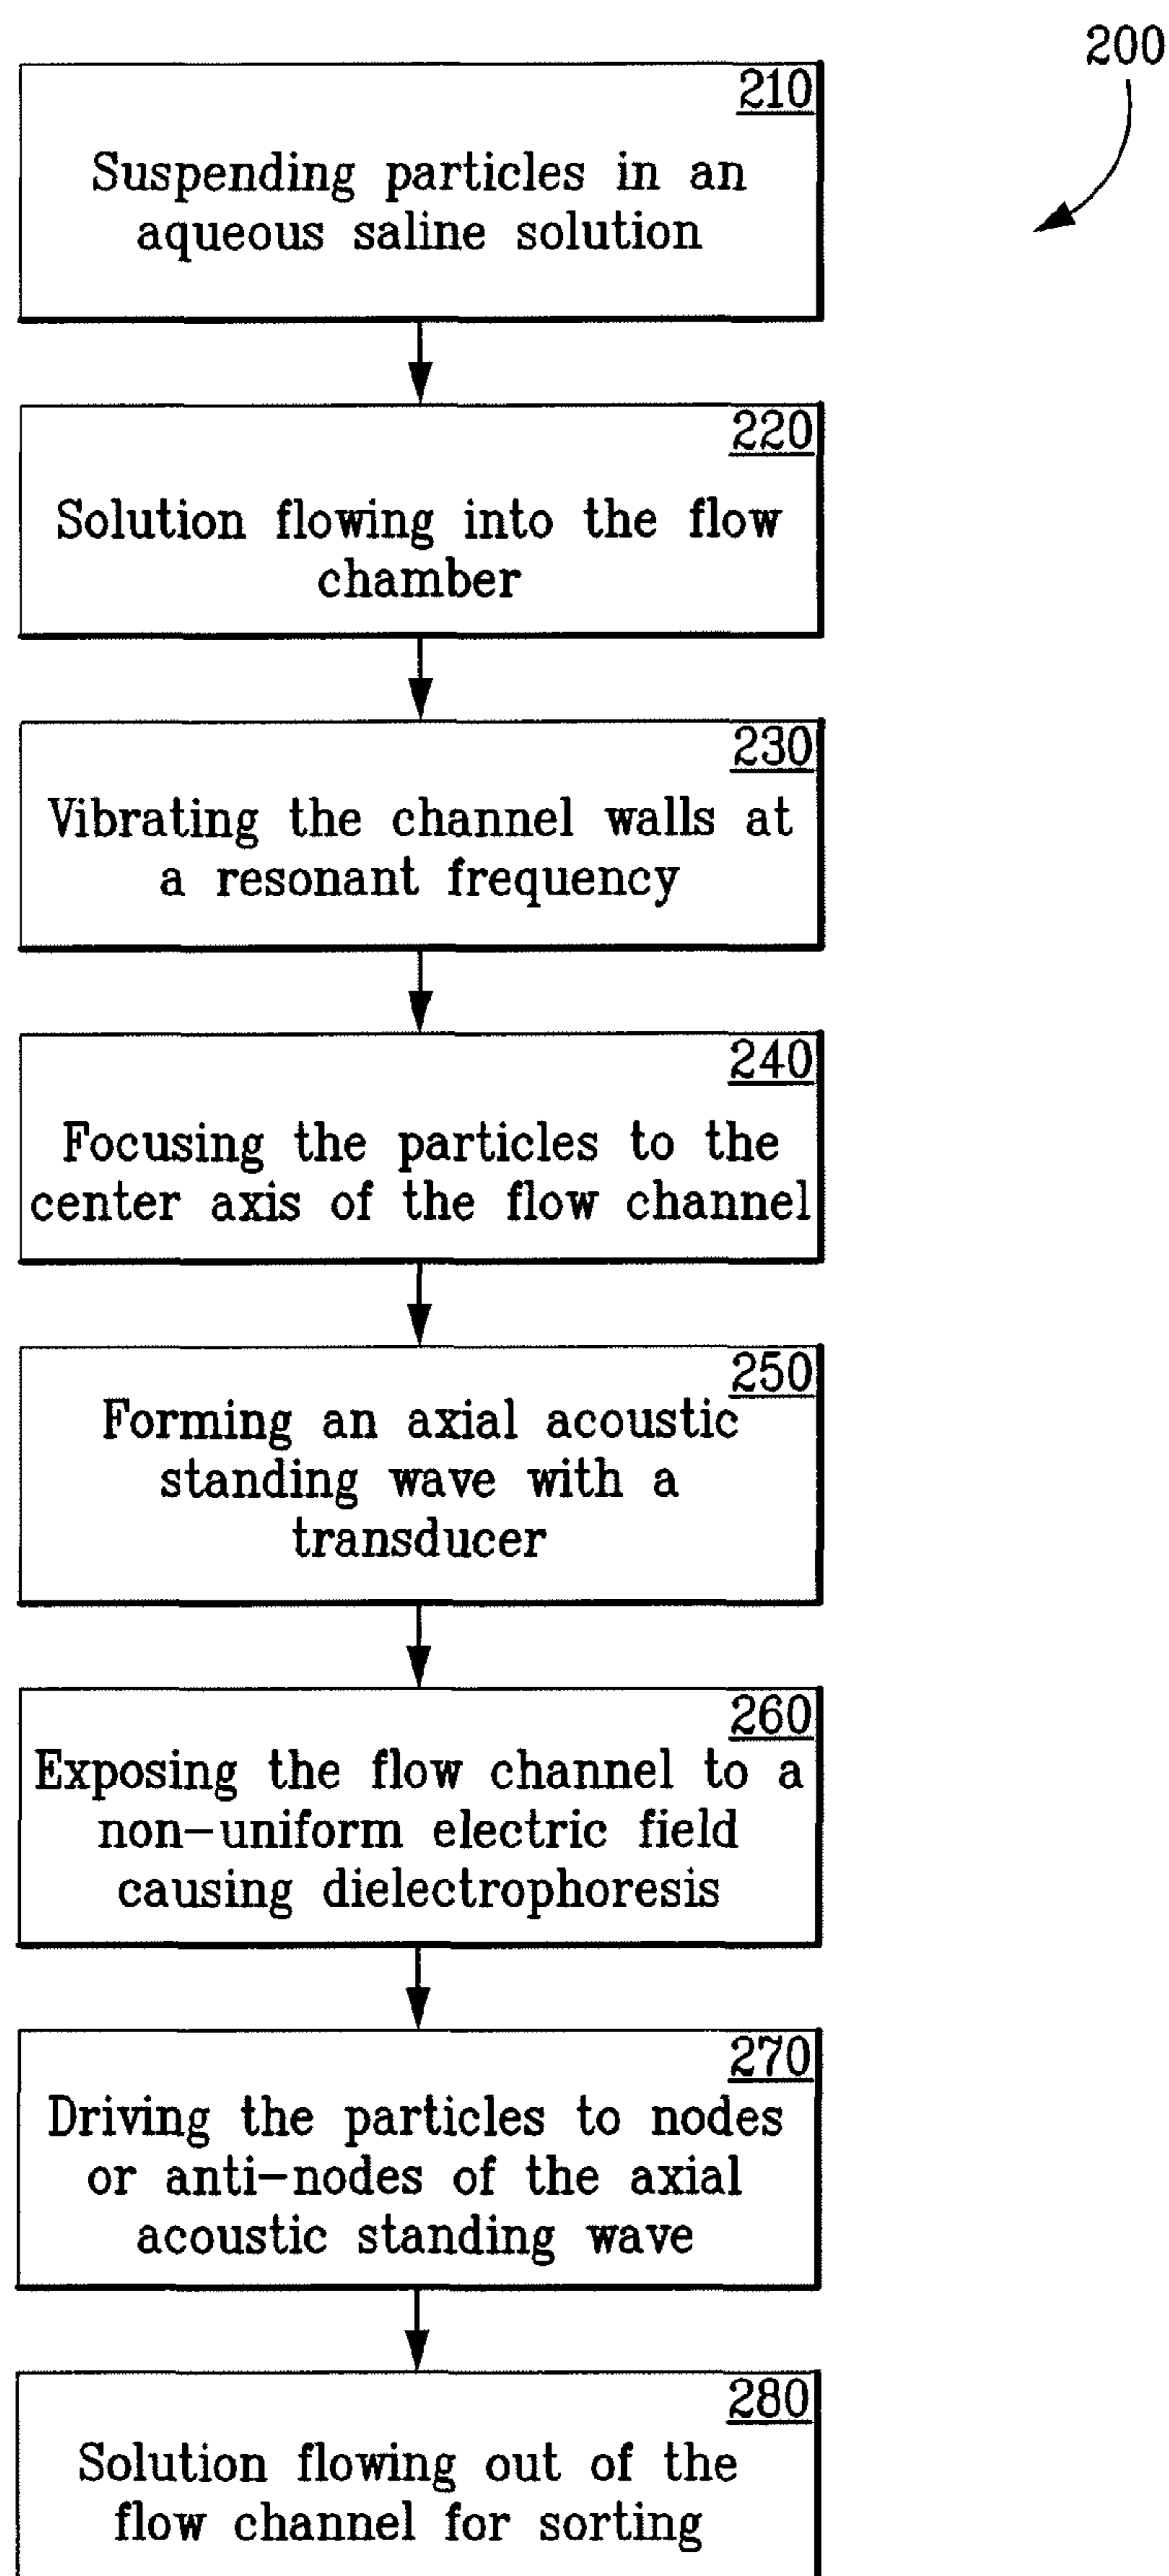 200
210
Suspending particles in an
aqueous saline solution
220
Solution flowing into the flow
chamber
230
Vibrating the channel walls at
a resonant frequency
240
Focusing the particles to the
center axis of the flow channel
250
Forming an axial acoustic
standing wave with a
transducer
260
Exposing the flow channel to a
non-uniform electric field
causing dielectrophoresis
270
Driving the particles to nodes
or anti-nodes of the axial
acoustic standing wave
280
Solution flowing out of the
flow channel for sorting